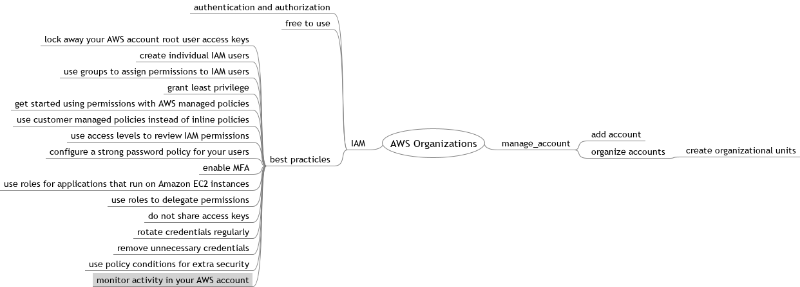 authentication and authorization
free to use
lock away your AWS account root user access keys
create individual IAM users
use groups to assign permissions to IAM users
grant least privilege
get started using permissions with AWS managed policies
use customer managed policies instead of inline policies
use access levels to review IAM permissions
configure a strong password policy for your users
enable MFA
use roles for applications that run on Amazon EC2 instances
use roles to delegate permissions
do not share access keys
rotate credentials regularly
remove unnecessary credentials
use policy conditions for extra security
monitor activity in your AWS account
best practicles
IAM
AWS Organizations
manage_account
add account
organize accounts
create organizational units